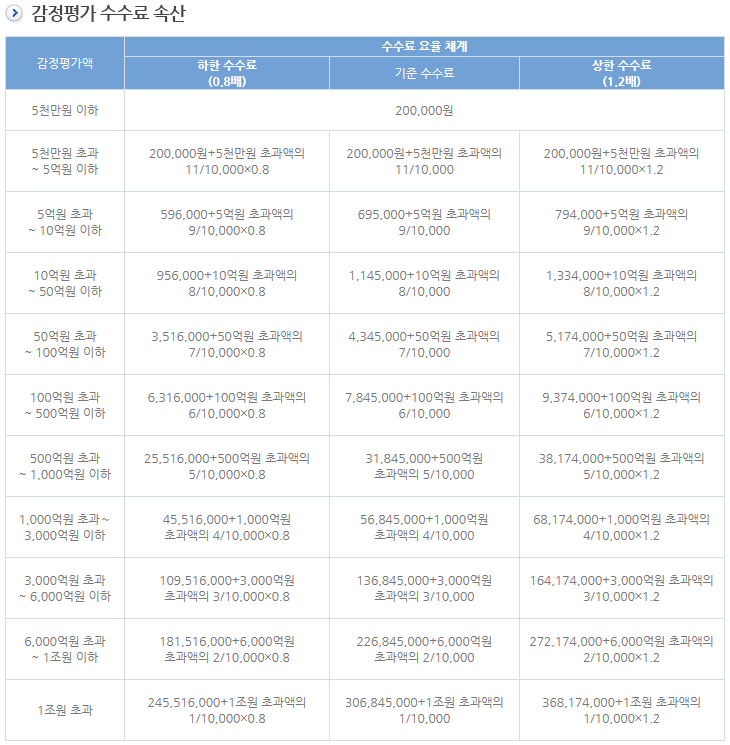 감정평가 수수료 속산
감정평가액
수수료 요율 체계
하한 수수료
(0.8배)
기준 수수료
상한 수수료
(1.2배)
5천만원 이하
200,000원
5천만원 초과
~ 5억원 이하
200,000원+5천만원 초과액의
11/10,000×0.8
200,000원+5천만원 초과액의
11/10,000
200,000원+5천만원 초과액의
11/10,000×1.2
5억원 초과
~ 10억원 이하
596,000+5억원 초과액의
9/10,000×0.8
695,000+5억원 초과액의
9/10,000
794,000+5억원 초과액의
9/10,000×1.2
10억원 초과
~ 50억원 이하
956,000+10억원 초과액의
8/10,000×0.8
1,145,000+10억원 초과액의
8/10,000
1,334,000+10억원 초과액의
8/10,000×1.2
50억원 초과
~ 100억원 이하
3,516,000+50억원 초과액의
7/10,000×0.8
4,345,000+50억원 초과액의
7/10,000
5,174,000+50억원 초과액의
7/10,000×1.2
100억원 초과
~ 500억원 이하
6,316,000+100억원 초과액의
6/10,000×0.8
7,845,000+100억원 초과액의
6/10,000
9,374,000+100억원 초과액의
6/10,000×1.2
500억원 초과
~ 1,000억원 이하
25,516,000+500억원 초과액의
5/10,000×0.8
31,845,000+500억원
초과액의 5/10,000
38,174,000+500억원 초과액의
5/10,000×1.2
1,000억원 초과~
3,000억원 이하
45,516,000+1,000억원
초과액의 4/10,000×0.8
56,845,000+1,000억원
초과액의 4/10,000
68,174,000+1,000억원 초과액의
4/10,000×1.2
3,000억원 초과
~ 6,000억원 이하
109,516,000+3,000억원
초과액의 3/10,000×0.8
136,845,000+3,000억원
초과액의 3/10,000
164,174,000+3,000억원 초과액의
3/10,000×1.2
6,000억원 초과
~ 1조원 이하
181,516,000+6,000억원
초과액의 2/10,000×0.8
226,845,000+6,000억원
초과액의 2/10,000
272,174,000+6,000억원 초과액의
2/10,000×1.2
1조원 초과
245,516,000+1조원 초과액의
1/10,000×0.8
306,845,000+1조원 초과액의
1/10,000
368,174,000+1조원 초과액의
1/10,000×1.2